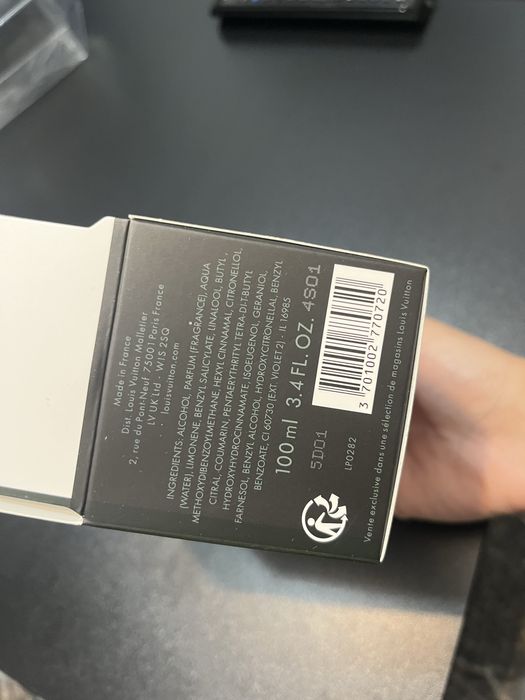 Made in France
Dist. Louis Vuitton Malletier
2, rue du Pont-Neuf 75001 Paris France
LV UK Ltd - W1S 2SQ
louisvuitton.com
INGREDIENTS: ALCOHOL, PARFUM (FRAGRANCE), AQUA
(WATER), LIMONENE, BENZYL SALICYLATE, LINALOOL, BUTYL
METHOXYDIBENZOYLMETHANE, HEXYL CINNAMAL, CITRONELLOL,
CITRAL, COUMARIN, PENTAERYTHRITYL TETRA-DI-T-BUTYL
HYDROXYHYDROCINNAMATE, ISOEUGENOL, GERANIOL,
FARNESOL, BENZYL ALCOHOL, HYDROXYCITRONELLAL, BENZYL
BENZOATE, CI 60730 (EXT. VIOLET 2) - IL 16985
100 ml 3.4 FL. OZ. 4S01
5D01
3 701002 770720
LP0282
Vente exclusive dans une sélection de magasins Louis Vuitton